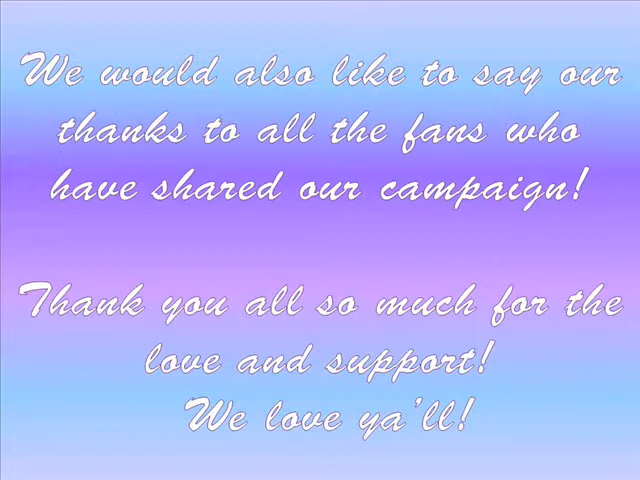 We would also like to say our
thanks to all the fans who
have shared our campaign!
Thank you all so much for the
love and support!
We love ya'll!